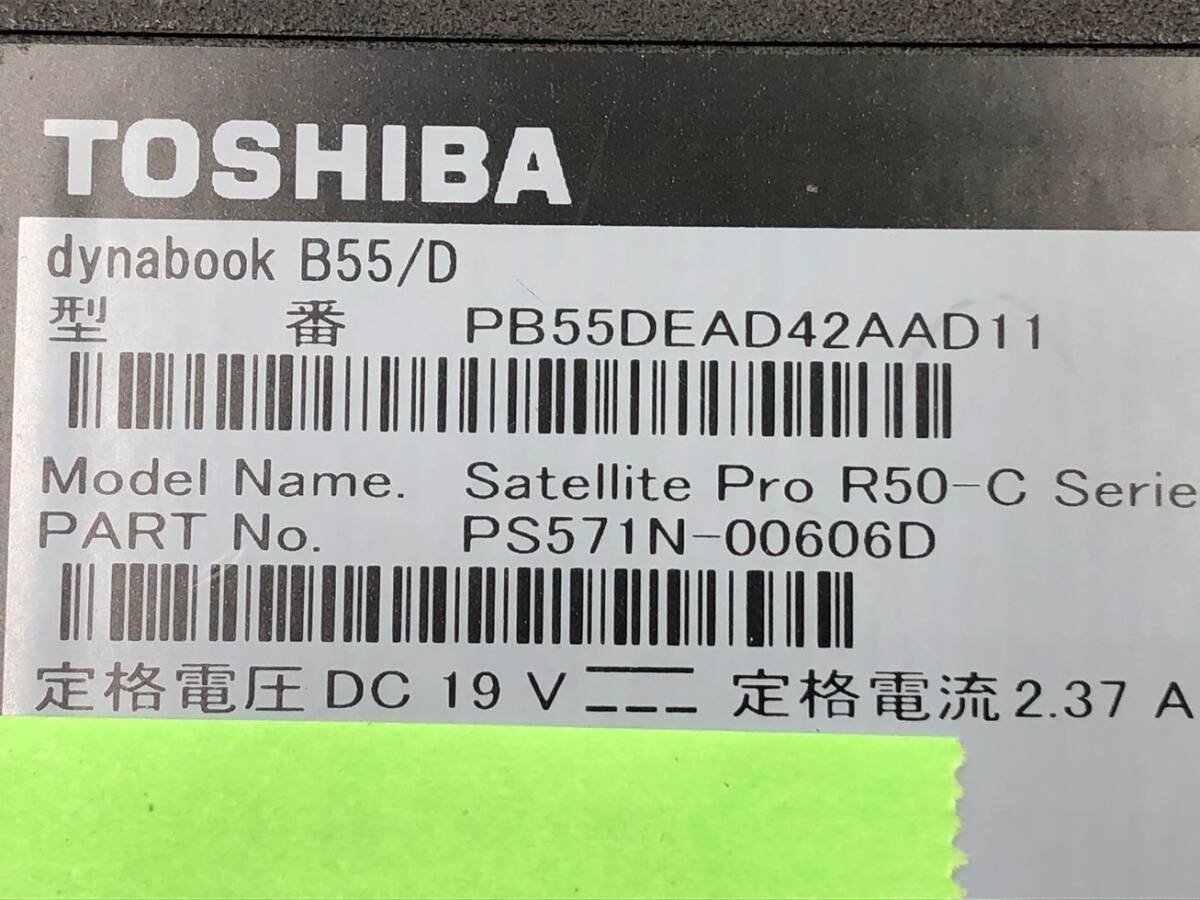 TOSHIBA
dynabook B55/D
型 番 PB55DEAD42AAD11
Model Name. Satellite Pro R50-C Serie
PART No. PS571N-00606D
定格電圧 DC 19 V ⎓ 定格電流 2.37 A